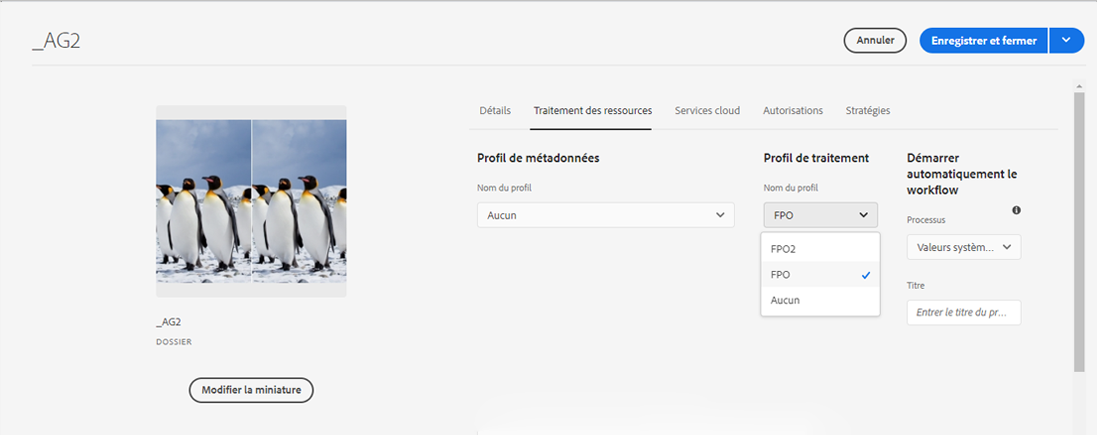 _AG2
Annuler
Enregistrer et fermer
Détails
Traitement des ressources
Services cloud
Autorisations
Stratégies
Profil de métadonnées
Nom du profil
Aucun
Profil de traitement
Nom du profil
FPO
FPO2
FPO
Aucun
Démarrer
automatiquement le
workflow
Processus
Valeurs systèm...
Titre
Entrer le titre du pr...
_AG2
DOSSIER
Modifier la miniature